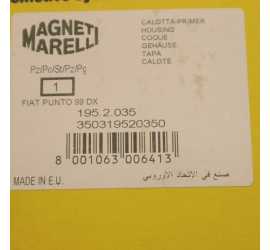 MAGNETI
MARELLI
CALOTTA-PRIMER
HOUSING
COQUE
GEHÄUSE
TAPA
CALOTE
Pz/Pc/St/Pz/Pç
1
FIAT PUNTO 99 DX
195.2.035
350319520350
8 001063 006413
صنع في الاتحاد الأوروبي
MADE IN E.U.